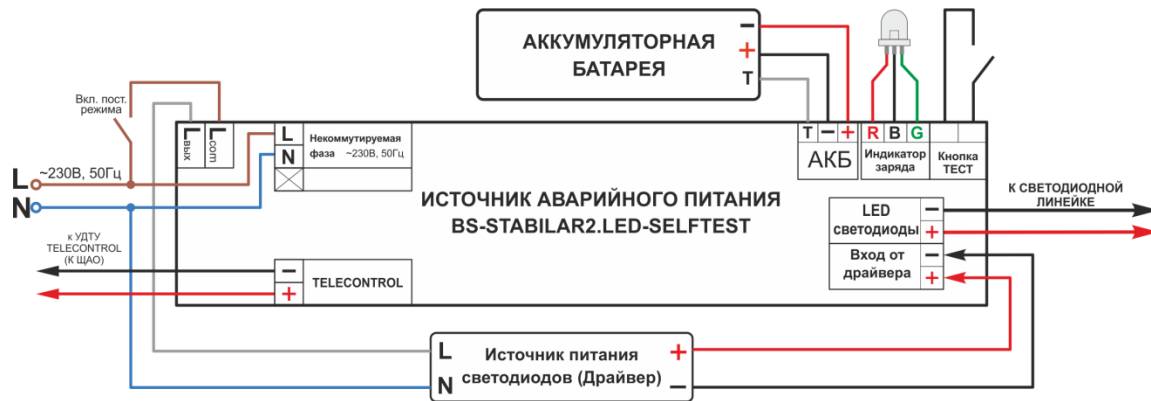 АККУМУЛЯТОРНАЯ
БАТАРЕЯ
−
+
T
Вкл. пост.
режима
Lвых
Lcom
L
N
Некоммутируемая
фаза ~230В, 50Гц
T − +
АКБ
R B G
Индикатор
заряда
Кнопка
ТЕСТ
L ~230В, 50Гц
N
ИСТОЧНИК АВАРИЙНОГО ПИТАНИЯ
BS-STABILAR2.LED-SELFTEST
К СВЕТОДИОДНОЙ
ЛИНЕЙКЕ
LED
светодиоды
−
+
Вход от
драйвера
−
+
к УДТУ
TELECONTROL
(К ЩАО)
−
+
TELECONTROL
L
N
Источник питания
светодиодов (Драйвер)
+
−